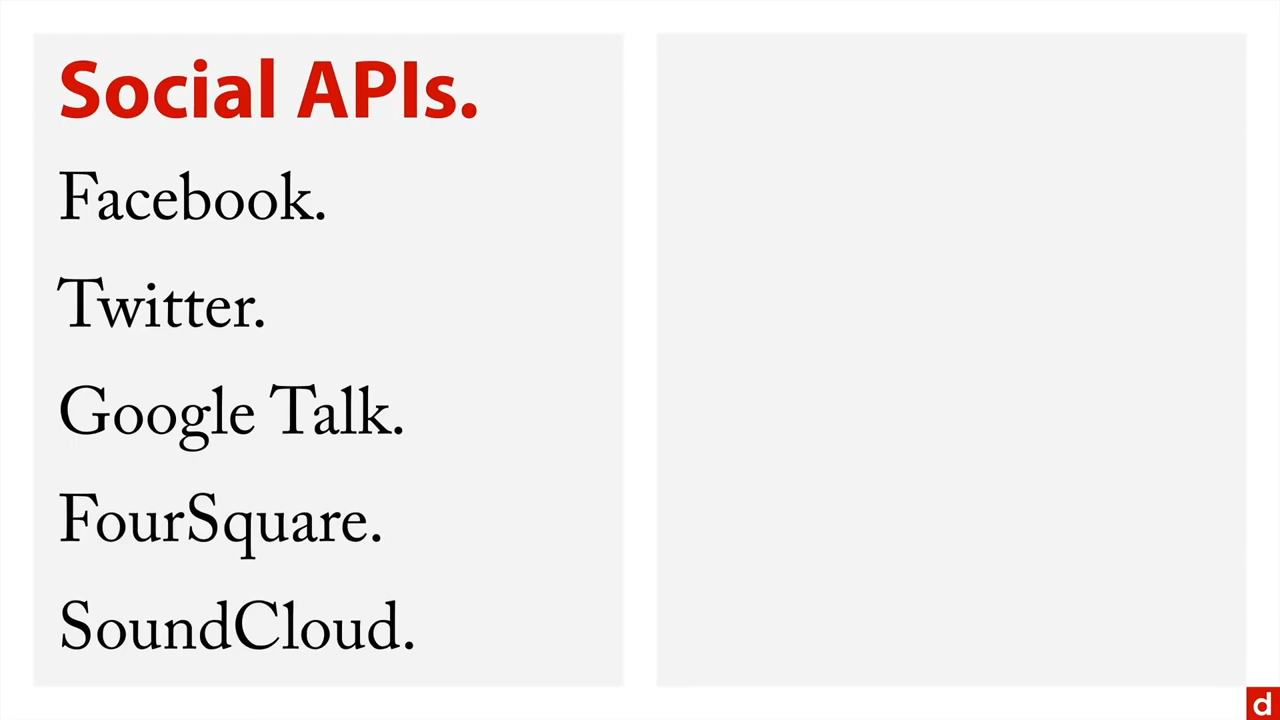 Social APIs.
Facebook.
Twitter.
Google Talk.
FourSquare.
SoundCloud.
d